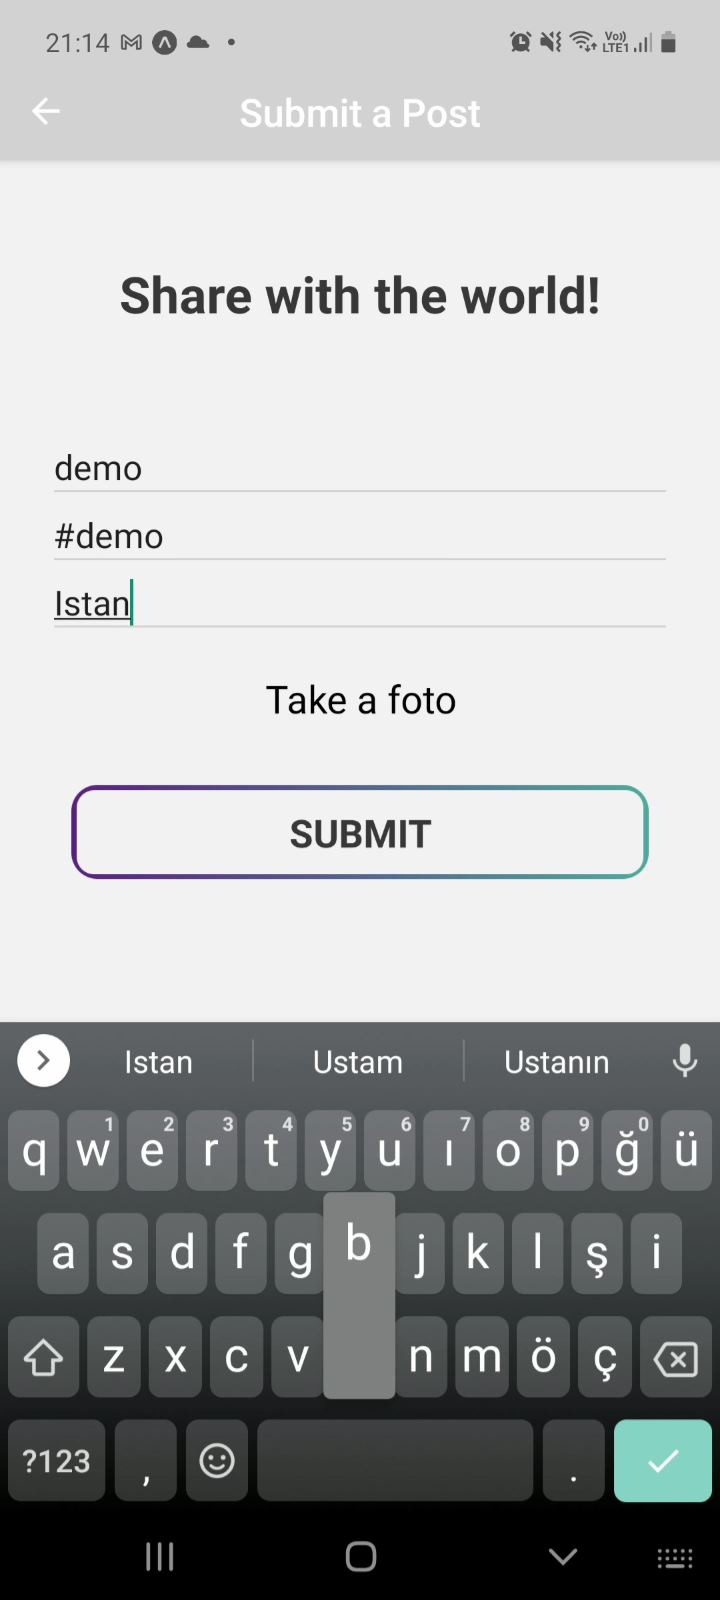 21:14 Vo)) LTE1
Submit a Post
Share with the world!
demo
#demo
Istan
Take a foto
SUBMIT
Istan Ustam Ustanın
q w 1 e 2 r 3 t 4 y 5 u 6 ı 7 o 8 p 9 ğ 0 ü
a s d f g b j k l ş i
z x c v n m ö ç
?123 , .